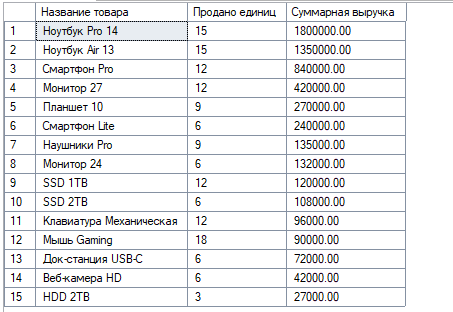 Название товара Продано единиц Суммарная выручка
1 Ноутбук Pro 14 15 1800000.00
2 Ноутбук Air 13 15 1350000.00
3 Смартфон Pro 12 840000.00
4 Монитор 27 12 420000.00
5 Планшет 10 9 270000.00
6 Смартфон Lite 6 240000.00
7 Наушники Pro 9 135000.00
8 Монитор 24 6 132000.00
9 SSD 1TB 12 120000.00
10 SSD 2TB 6 108000.00
11 Клавиатура Механическая 12 96000.00
12 Мышь Gaming 18 90000.00
13 Док-станция USB-C 6 72000.00
14 Веб-камера HD 6 42000.00
15 HDD 2TB 3 27000.00